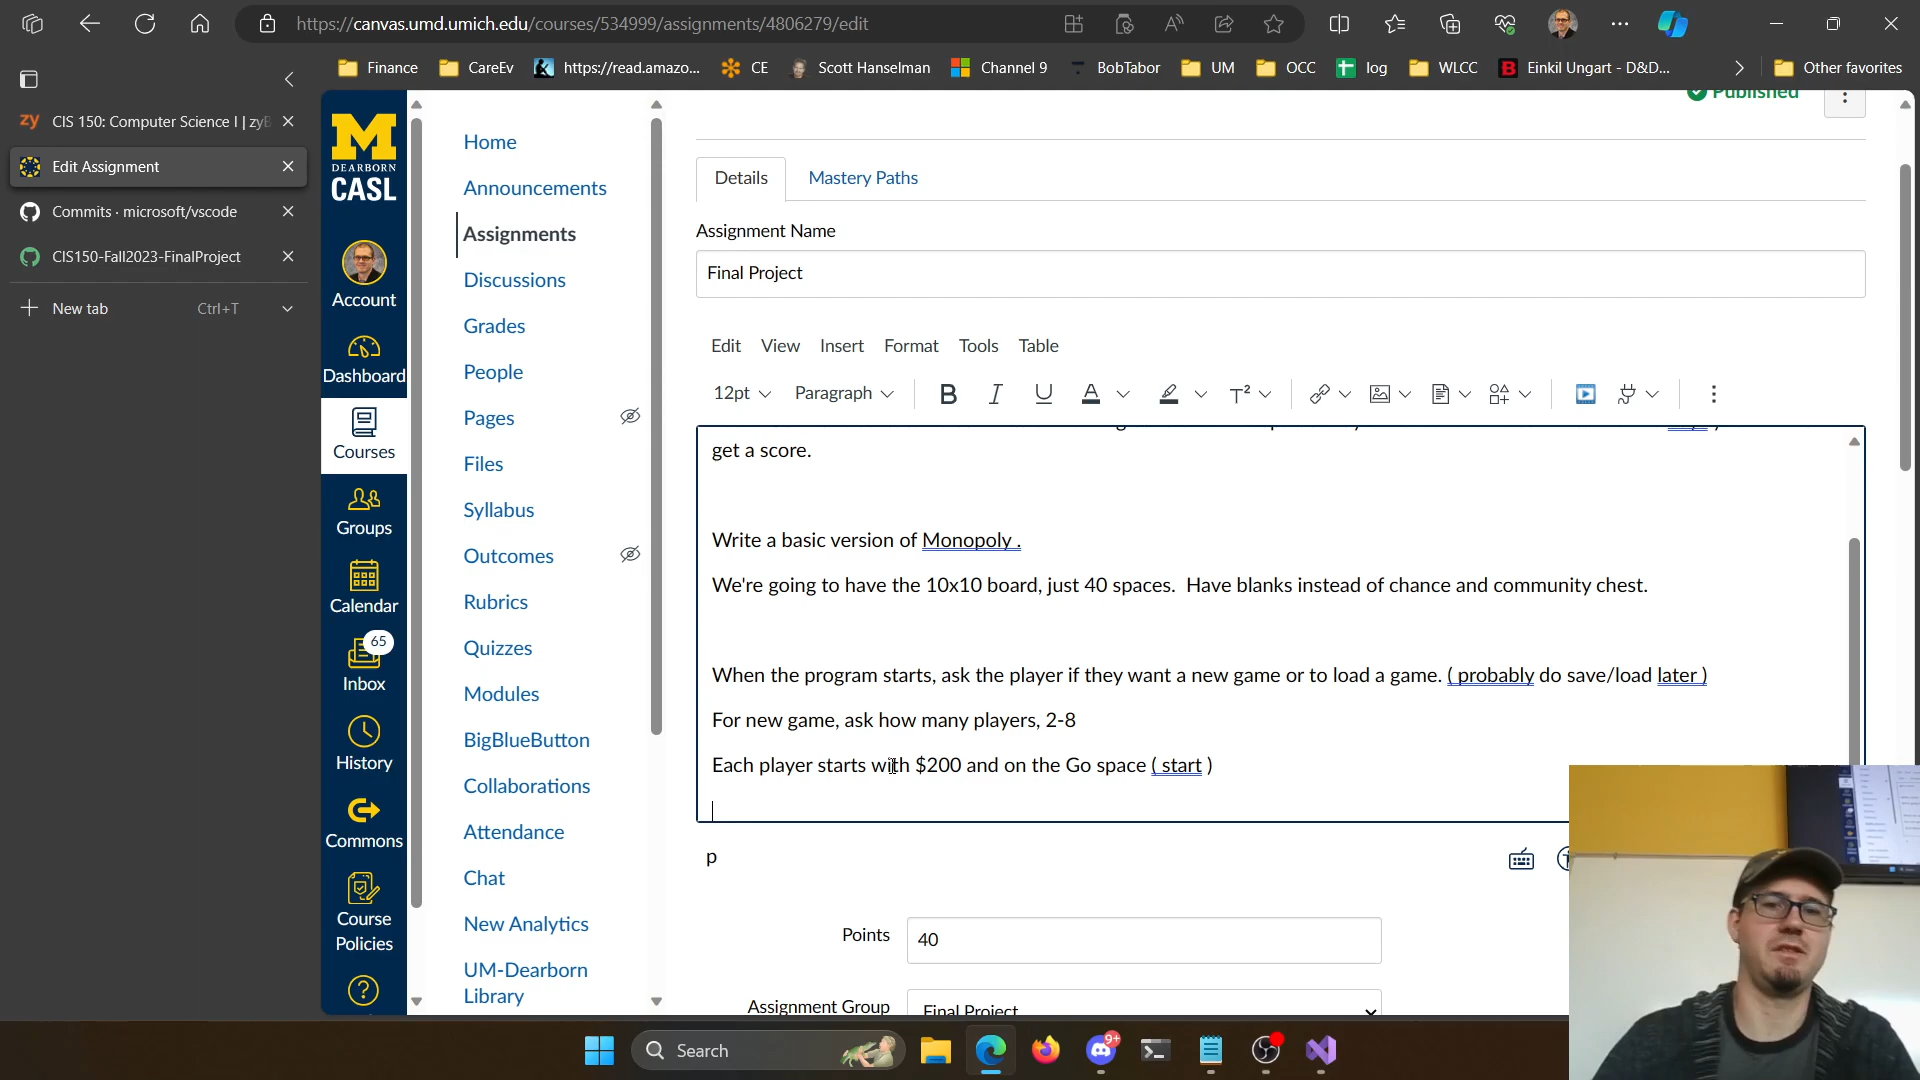 https://canvas.umd.umich.edu/courses/534999/assignments/4806279/edit
Finance
CareEv
https://read.amazo...
CE
Scott Hanselman
Channel 9
BobTabor
UM
OCC
log
WLCC
Einkil Ungart - D&D...
Other favorites
zy CIS 150: Computer Science I | zyB
Edit Assignment
Commits · microsoft/vscode
CIS150-Fall2023-FinalProject
New tab
Ctrl+T
M
DEARBORN
CASL
Account
Dashboard
Courses
Groups
Calendar
65
Inbox
History
Commons
Course
Policies
Home
Announcements
Assignments
Discussions
Grades
People
Pages
Files
Syllabus
Outcomes
Rubrics
Quizzes
Modules
BigBlueButton
Collaborations
Attendance
Chat
New Analytics
UM-Dearborn
Library
Published
Details
Mastery Paths
Assignment Name
Final Project
Edit View Insert Format Tools Table
12pt Paragraph B I U A T²
get a score.
Write a basic version of Monopoly .
We're going to have the 10x10 board, just 40 spaces. Have blanks instead of chance and community chest.
When the program starts, ask the player if they want a new game or to load a game. ( probably do save/load later )
For new game, ask how many players, 2-8
Each player starts with $200 and on the Go space ( start )
p
Points
40
Assignment Group
Final Project
Search
9+